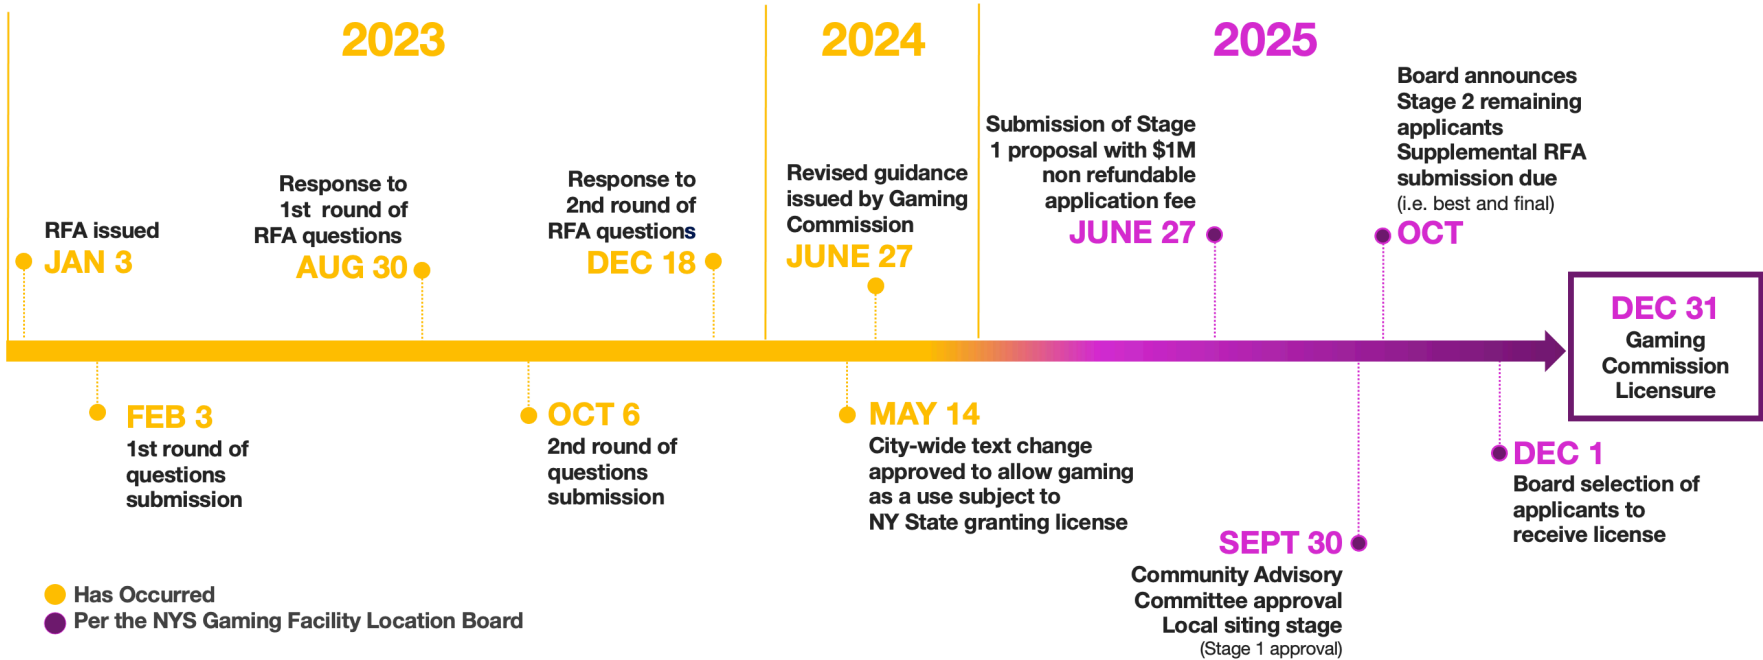 2023
2024
2025
RFA issued
JAN 3
Response to
1st round of
RFA questions
AUG 30
Response to
2nd round of
RFA questions
DEC 18
Revised guidance
issued by Gaming
Commission
JUNE 27
Submission of Stage
1 proposal with $1M
non refundable
application fee
JUNE 27
Board announces
Stage 2 remaining
applicants
Supplemental RFA
submission due
(i.e. best and final)
OCT
DEC 31
Gaming
Commission
Licensure
FEB 3
1st round of
questions
submission
OCT 6
2nd round of
questions
submission
MAY 14
City-wide text change
approved to allow gaming
as a use subject to
NY State granting license
SEPT 30
Community Advisory
Committee approval
Local siting stage
(Stage 1 approval)
DEC 1
Board selection of
applicants to
receive license
Has Occurred
Per the NYS Gaming Facility Location Board